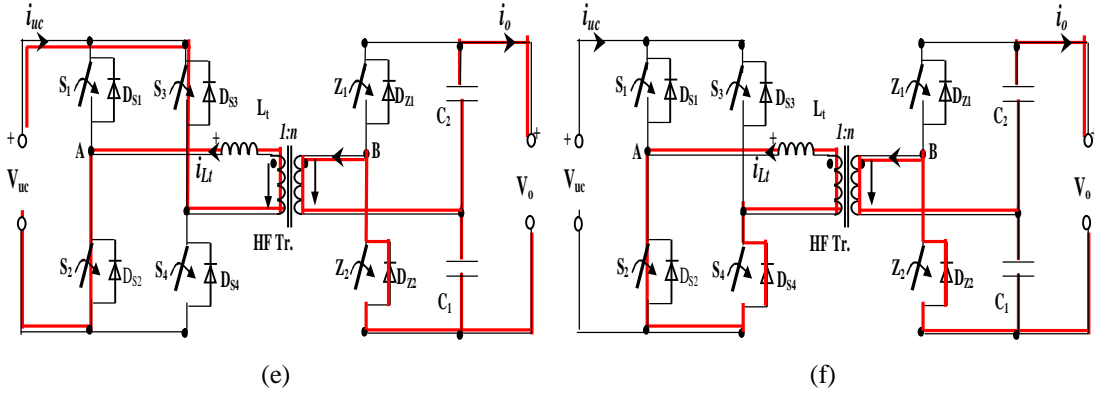 i_uc
i_o
S_1
D_S1
S_3
D_S3
Z_1
D_Z1
C_2
L_t
+
1:n
A
B
+
+
i_Lt
V_uc
V_o
HF Tr.
S_2
D_S2
S_4
D_S4
Z_2
D_Z2
C_1
(e)
i_uc
i_o
S_1
D_S1
S_3
D_S3
Z_1
D_Z1
C_2
L_t
+
1:n
A
B
+
+
i_Lt
V_uc
V_o
HF Tr.
S_2
D_S2
S_4
D_S4
Z_2
D_Z2
C_1
(f)